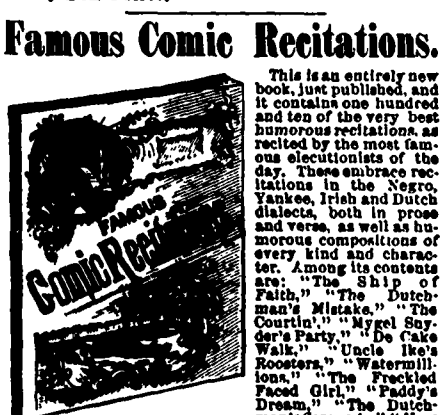 Famous Comic Recitations.
FAMOUS
Comic Recitations
This is an entirely new
book, just published, and
it contains one hundred
and ten of the very best
humorous recitations, as
recited by the most fam-
ous elecutionists of the
day. These embrace rec-
itations in the Negro,
Yankee, Irish and Dutch
dialects, both in prose
and verse, as well as hu-
morous compositions of
every kind and charac-
ter. Among its contents
are: "The Ship of
Faith," "The Dutch-
man's Mistake," "The
Courtin'," "Mygel Sny-
der's Party," "De Cake
Walk," "Uncle Ike's
Roosters," "Watermill-
ions," "The Freckled
Faced Girl," "Paddy's
Dream," "The Dutch-